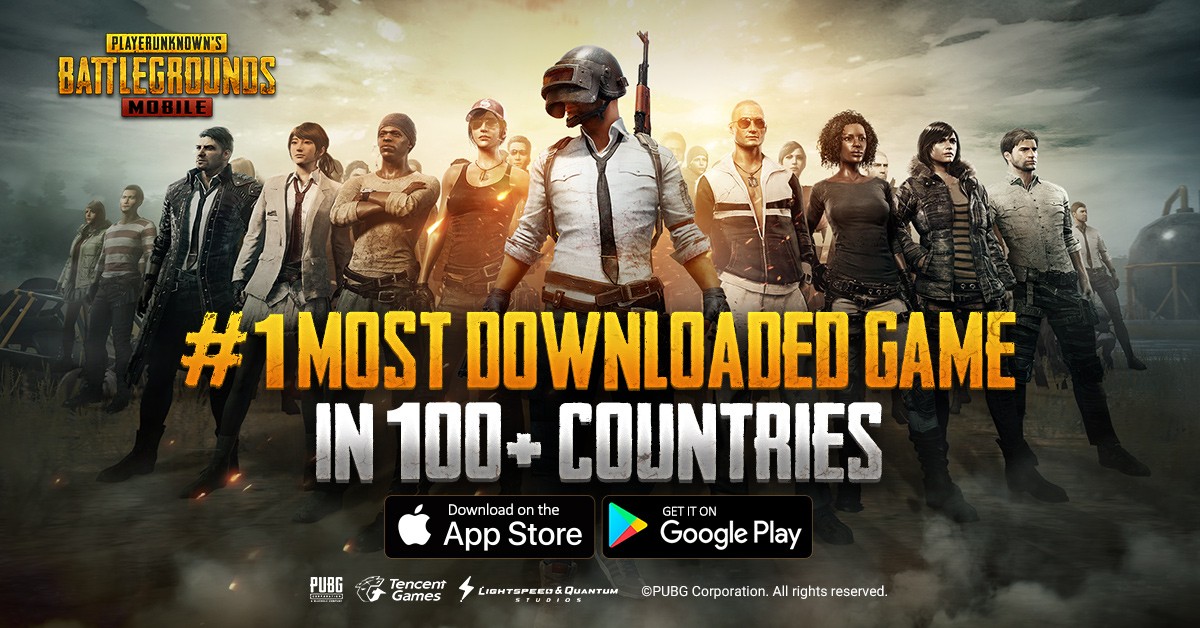 PLAYERUNKNOWN'S
BATTLEGROUNDS
MOBILE
#1 MOST DOWNLOADED GAME
IN 100+ COUNTRIES
Download on the
App Store
GET IT ON
Google Play
PUBG
CORPORATION
Tencent
Games
LIGHTSPEED & QUANTUM
STUDIOS
©PUBG Corporation. All rights reserved.